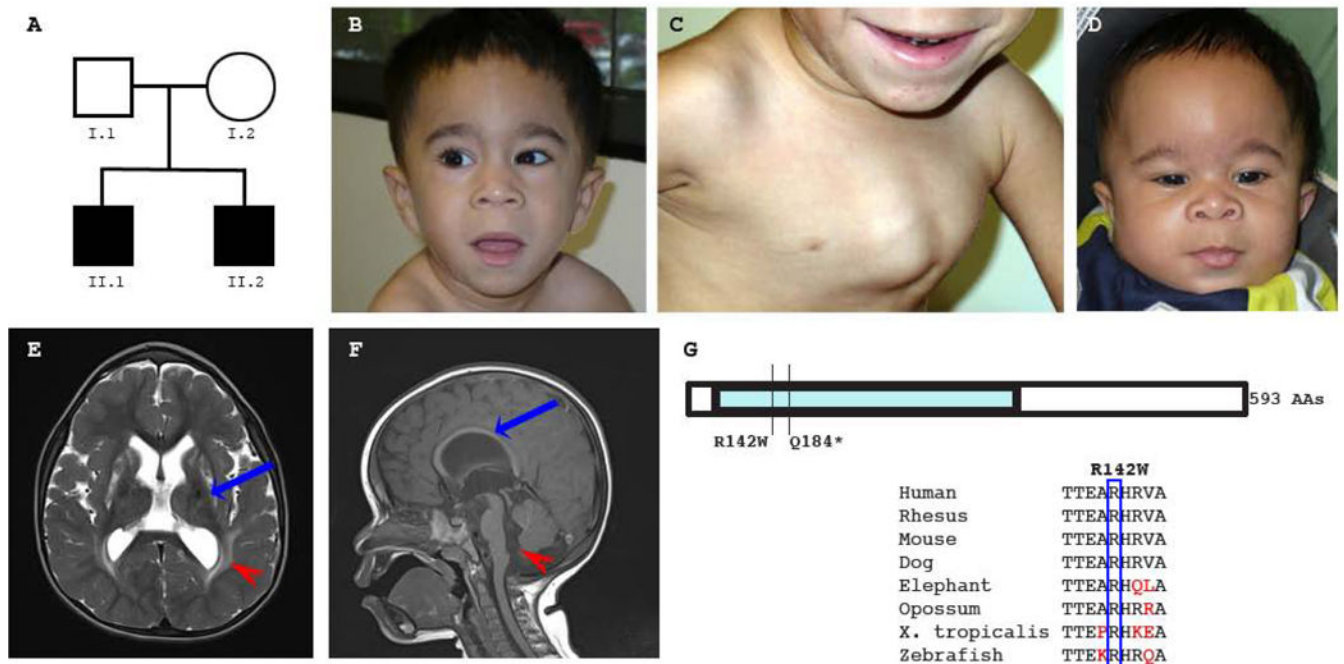 A
I.1
I.2
II.1
II.2
B
C
D
E
F
G
593 AAs
R142W
Q184*
R142W
Human TTEARHRVA
Rhesus TTEARHRVA
Mouse TTEARHRVA
Dog TTEARHRVA
Elephant TTEARHQLA
Opossum TTEARHRRA
X. tropicalis TTEPRHKEA
Zebrafish TTEKRHRQA